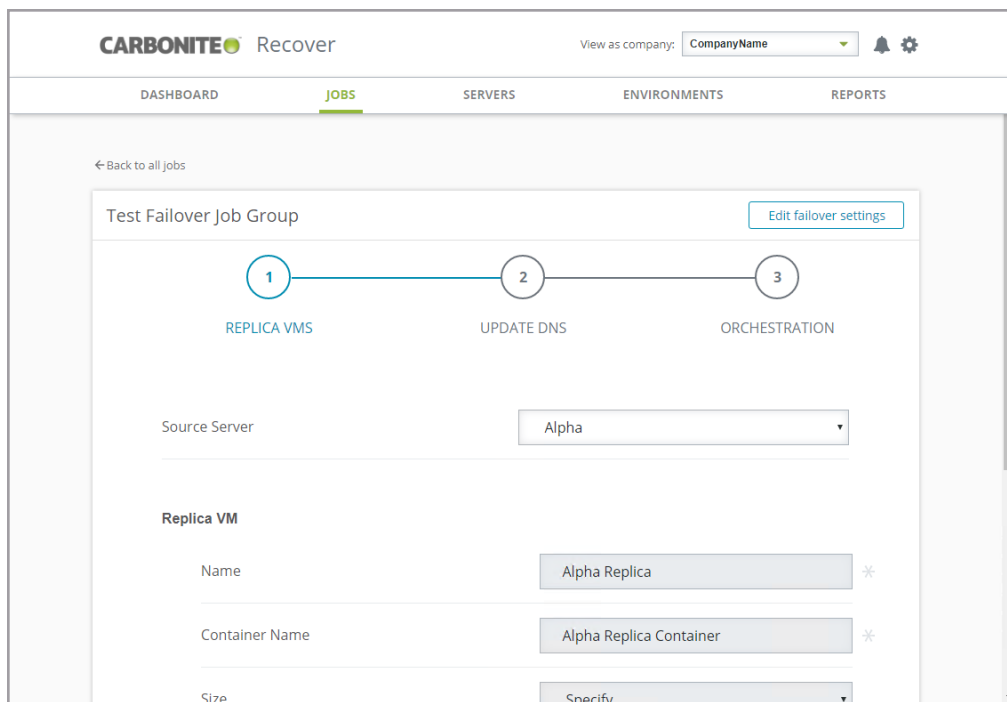 CARBONITE Recover
View as company: CompanyName
DASHBOARD JOBS SERVERS ENVIRONMENTS REPORTS
←Back to all jobs
Test Failover Job Group Edit failover settings
1 2 3
REPLICA VMS UPDATE DNS ORCHESTRATION
Source Server Alpha
Replica VM
Name Alpha Replica *
Container Name Alpha Replica Container *
Size Specify